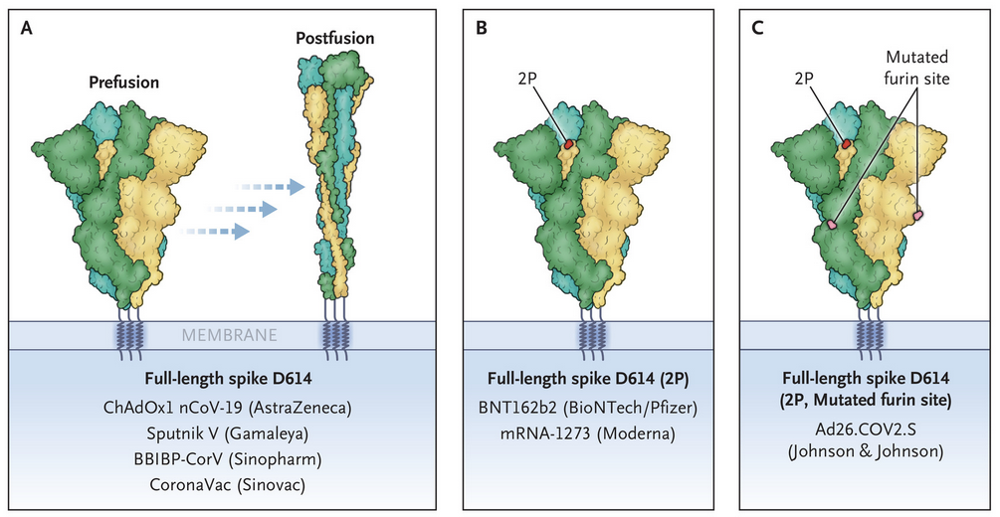 A
Prefusion
Postfusion
MEMBRANE
Full-length spike D614
ChAdOx1 nCoV-19 (AstraZeneca)
Sputnik V (Gamaleya)
BBIBP-CorV (Sinopharm)
CoronaVac (Sinovac)
B
2P
Full-length spike D614 (2P)
BNT162b2 (BioNTech/Pfizer)
mRNA-1273 (Moderna)
C
2P
Mutated
furin site
Full-length spike D614
(2P, Mutated furin site)
Ad26.COV2.S
(Johnson & Johnson)